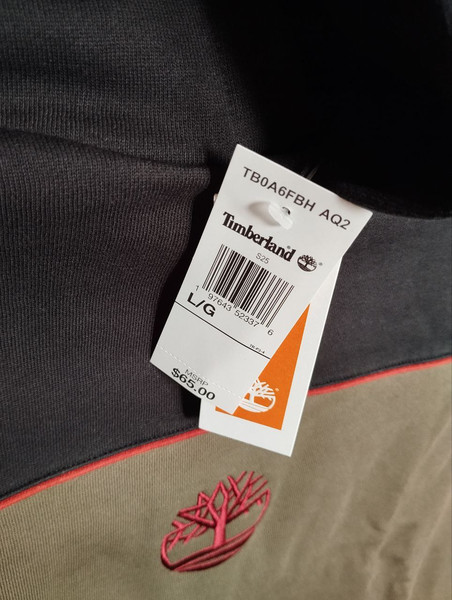 TB0A6FBH AQ2
Timberland®
S25
1 97643 52337 6
L/G
MSRP
$65.00